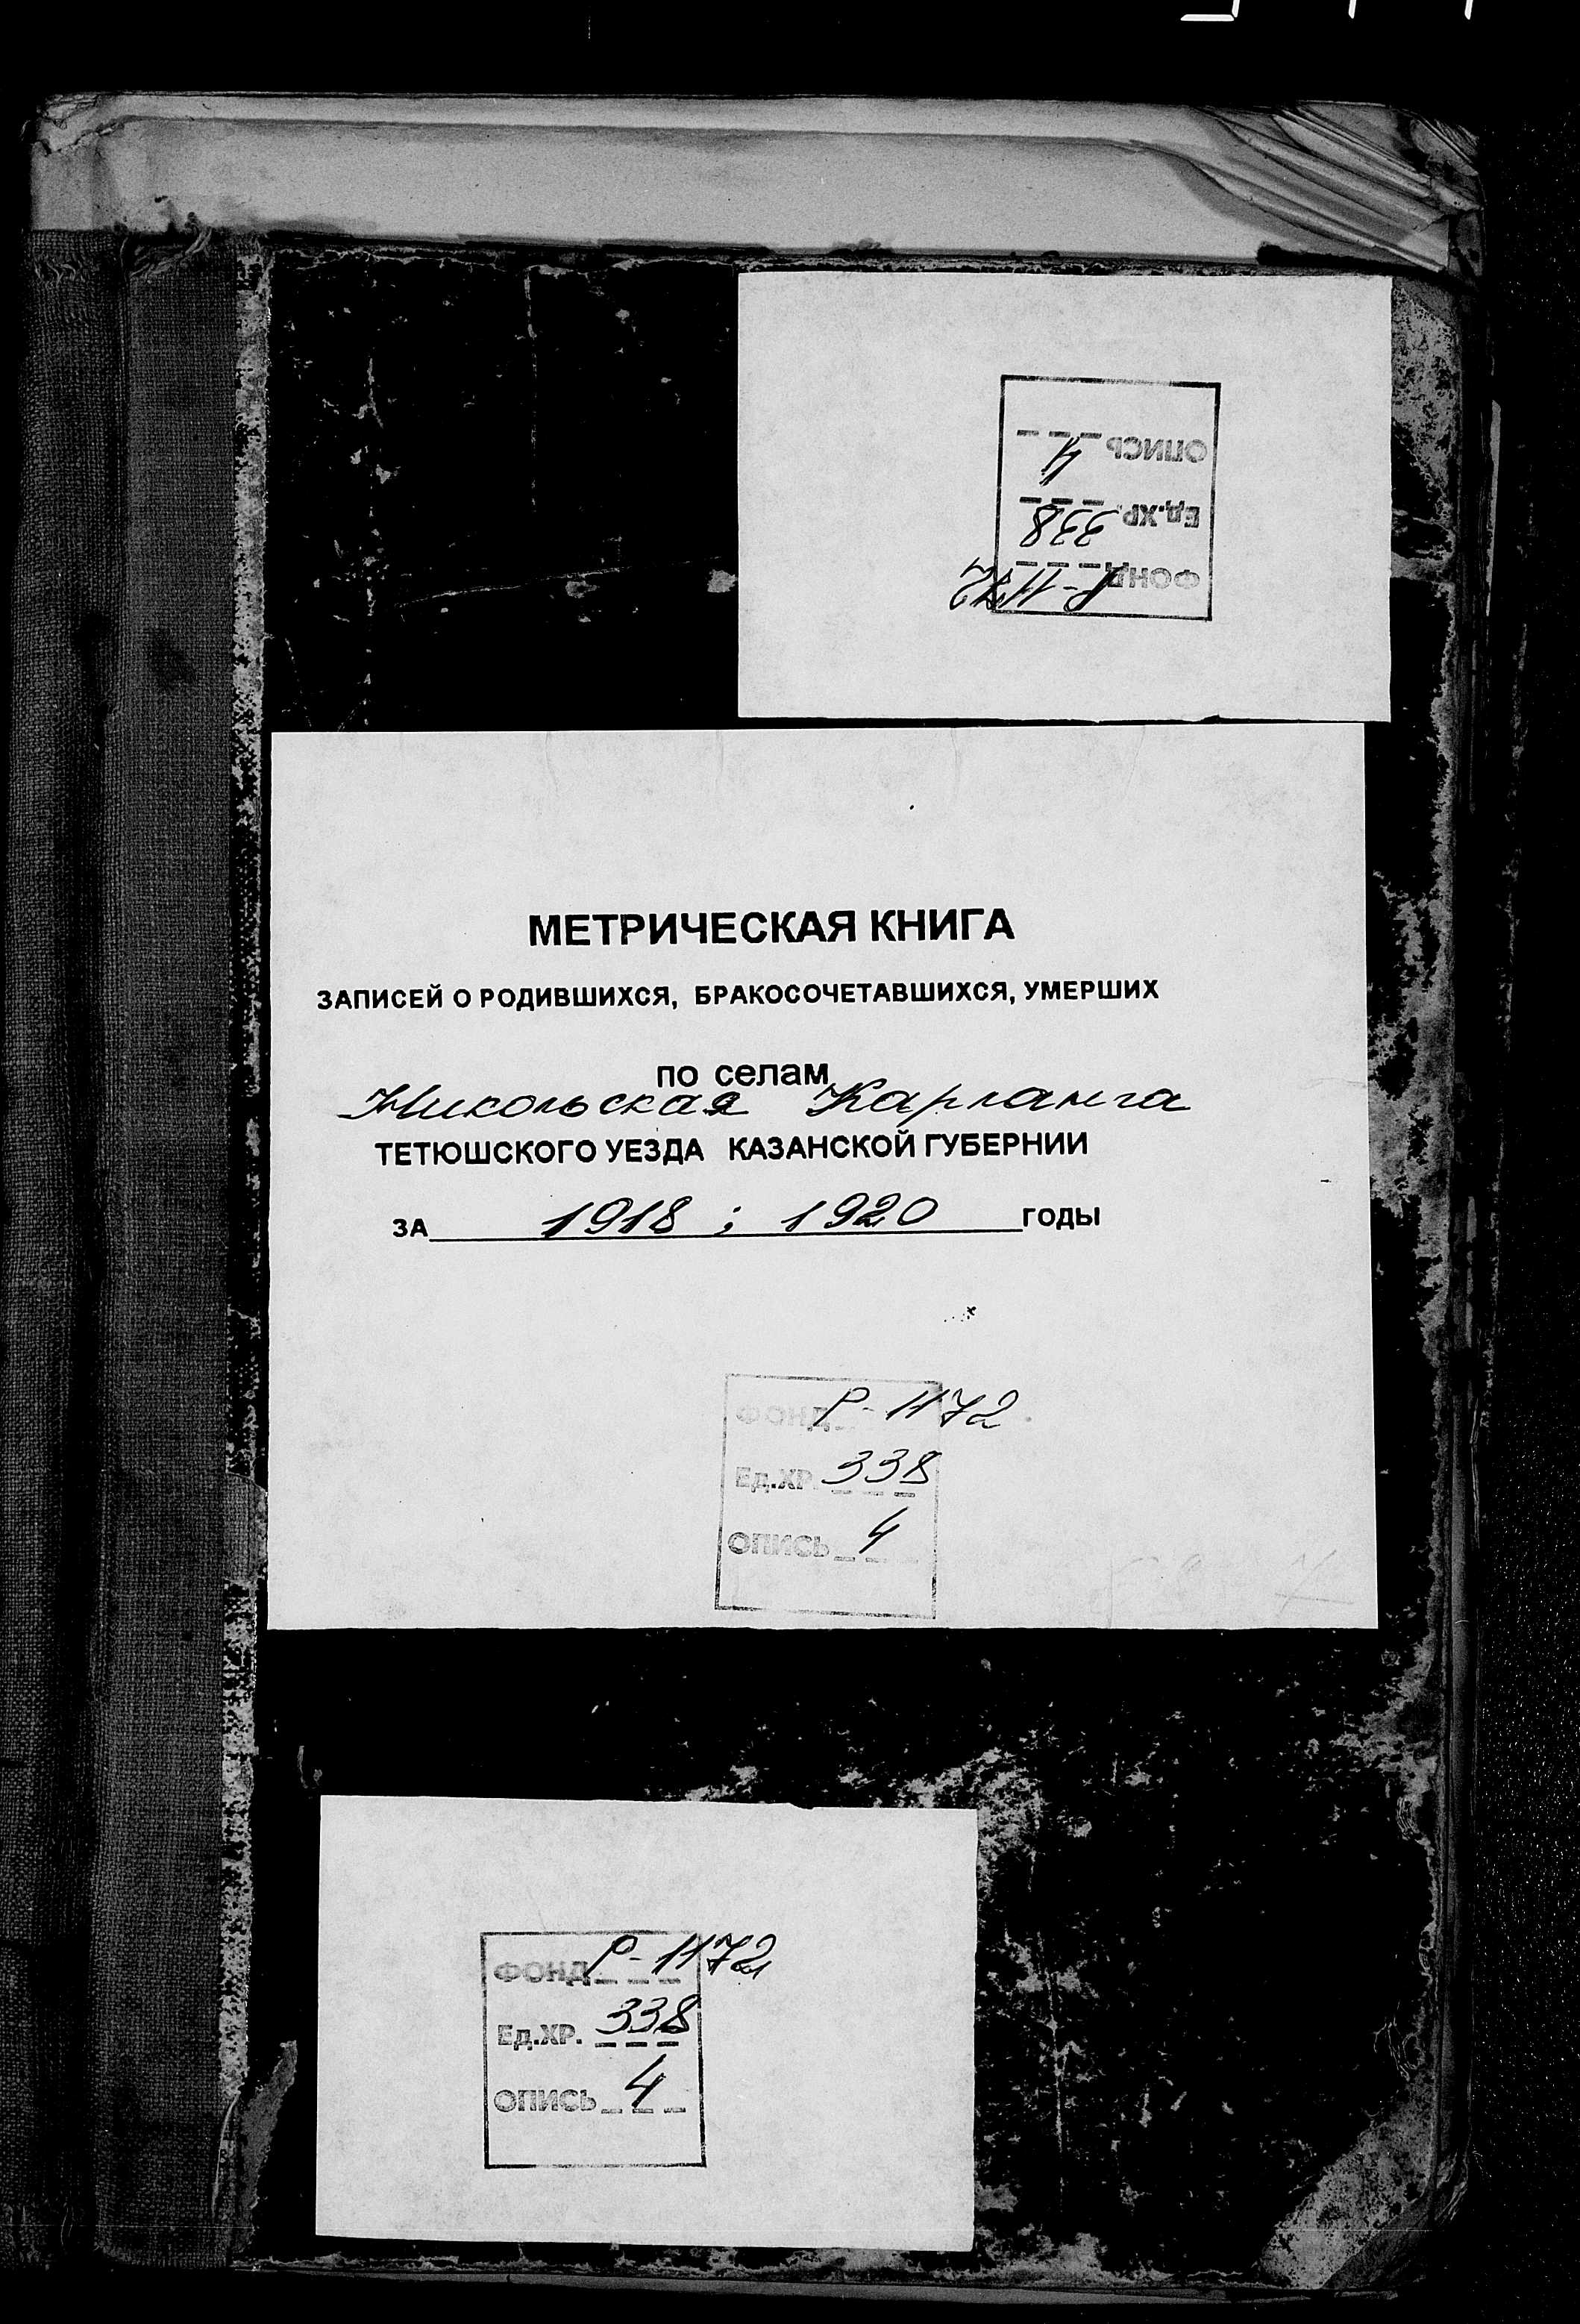 ОПИСЬ 4
Ед.ХР. 338
ФОНД Р-1172
МЕТРИЧЕСКАЯ КНИГА
ЗАПИСЕЙ О РОДИВШИХСЯ, БРАКОСОЧЕТАВШИХСЯ, УМЕРШИХ
по селам
Никольская Карланга
ТЕТЮШСКОГО УЕЗДА КАЗАНСКОЙ ГУБЕРНИИ
ЗА 1918; 1920 ГОДЫ
ФОНД Р-1172
Ед.ХР. 338
ОПИСЬ 4
ФОНД Р-1172
Ед.ХР. 338
ОПИСЬ 4